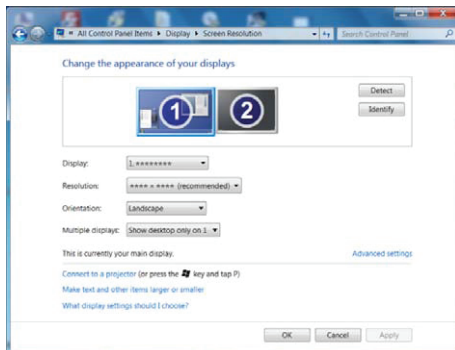 « All Control Panel Items ▸ Display ▸ Screen Resolution
Search Control Panel
Change the appearance of your displays
1 2
Detect
Identify
Display: 1. ********
Resolution: **** × **** (recommended)
Orientation: Landscape
Multiple displays: Show desktop only on 1
This is currently your main display. Advanced settings
Connect to a projector (or press the key and tap P)
Make text and other items larger or smaller
What display settings should I choose?
OK Cancel Apply